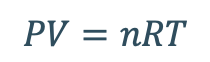 PV = nRT